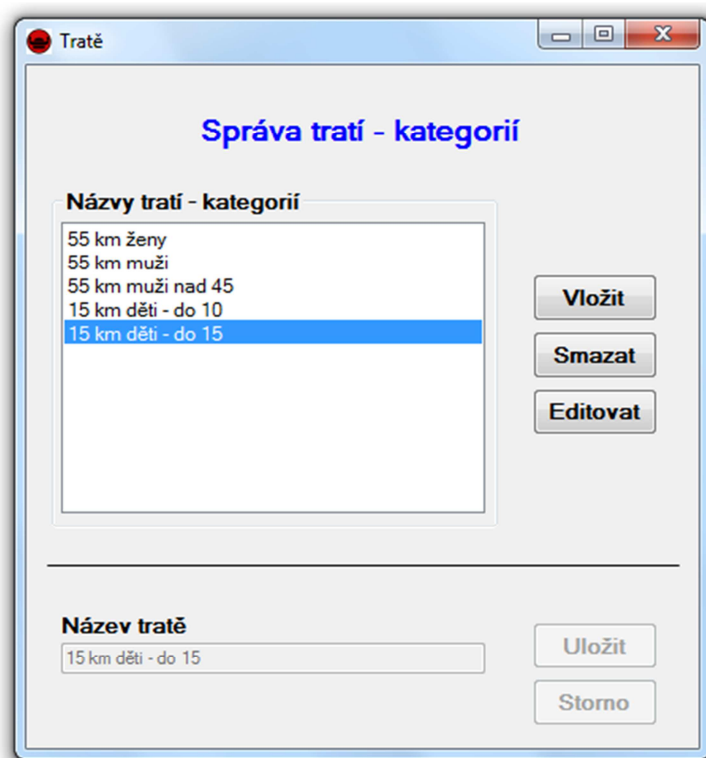 Tratě
Správa tratí - kategorií
Názvy tratí - kategorií
55 km ženy
55 km muži
55 km muži nad 45
15 km děti - do 10
15 km děti - do 15
Vložit
Smazat
Editovat
Název tratě
15 km děti - do 15
Uložit
Storno